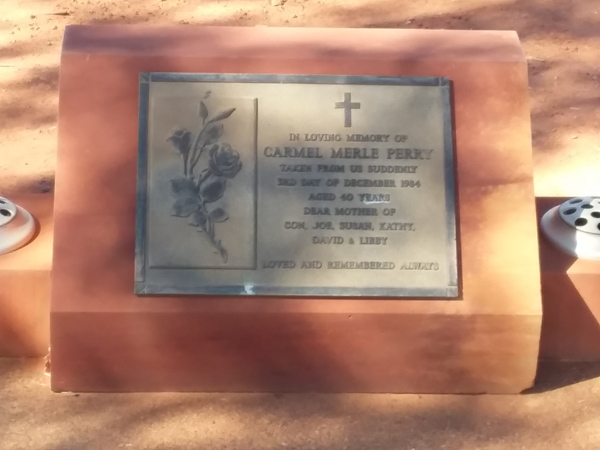 IN LOVING MEMORY OF
CARMEL MERLE PERRY
TAKEN FROM US SUDDENLY
3RD DAY OF DECEMBER 1984
AGED 40 YEARS
DEAR MOTHER OF
CON, JOE, SUSAN, KATHY,
DAVID & LIBBY
LOVED AND REMEMBERED ALWAYS